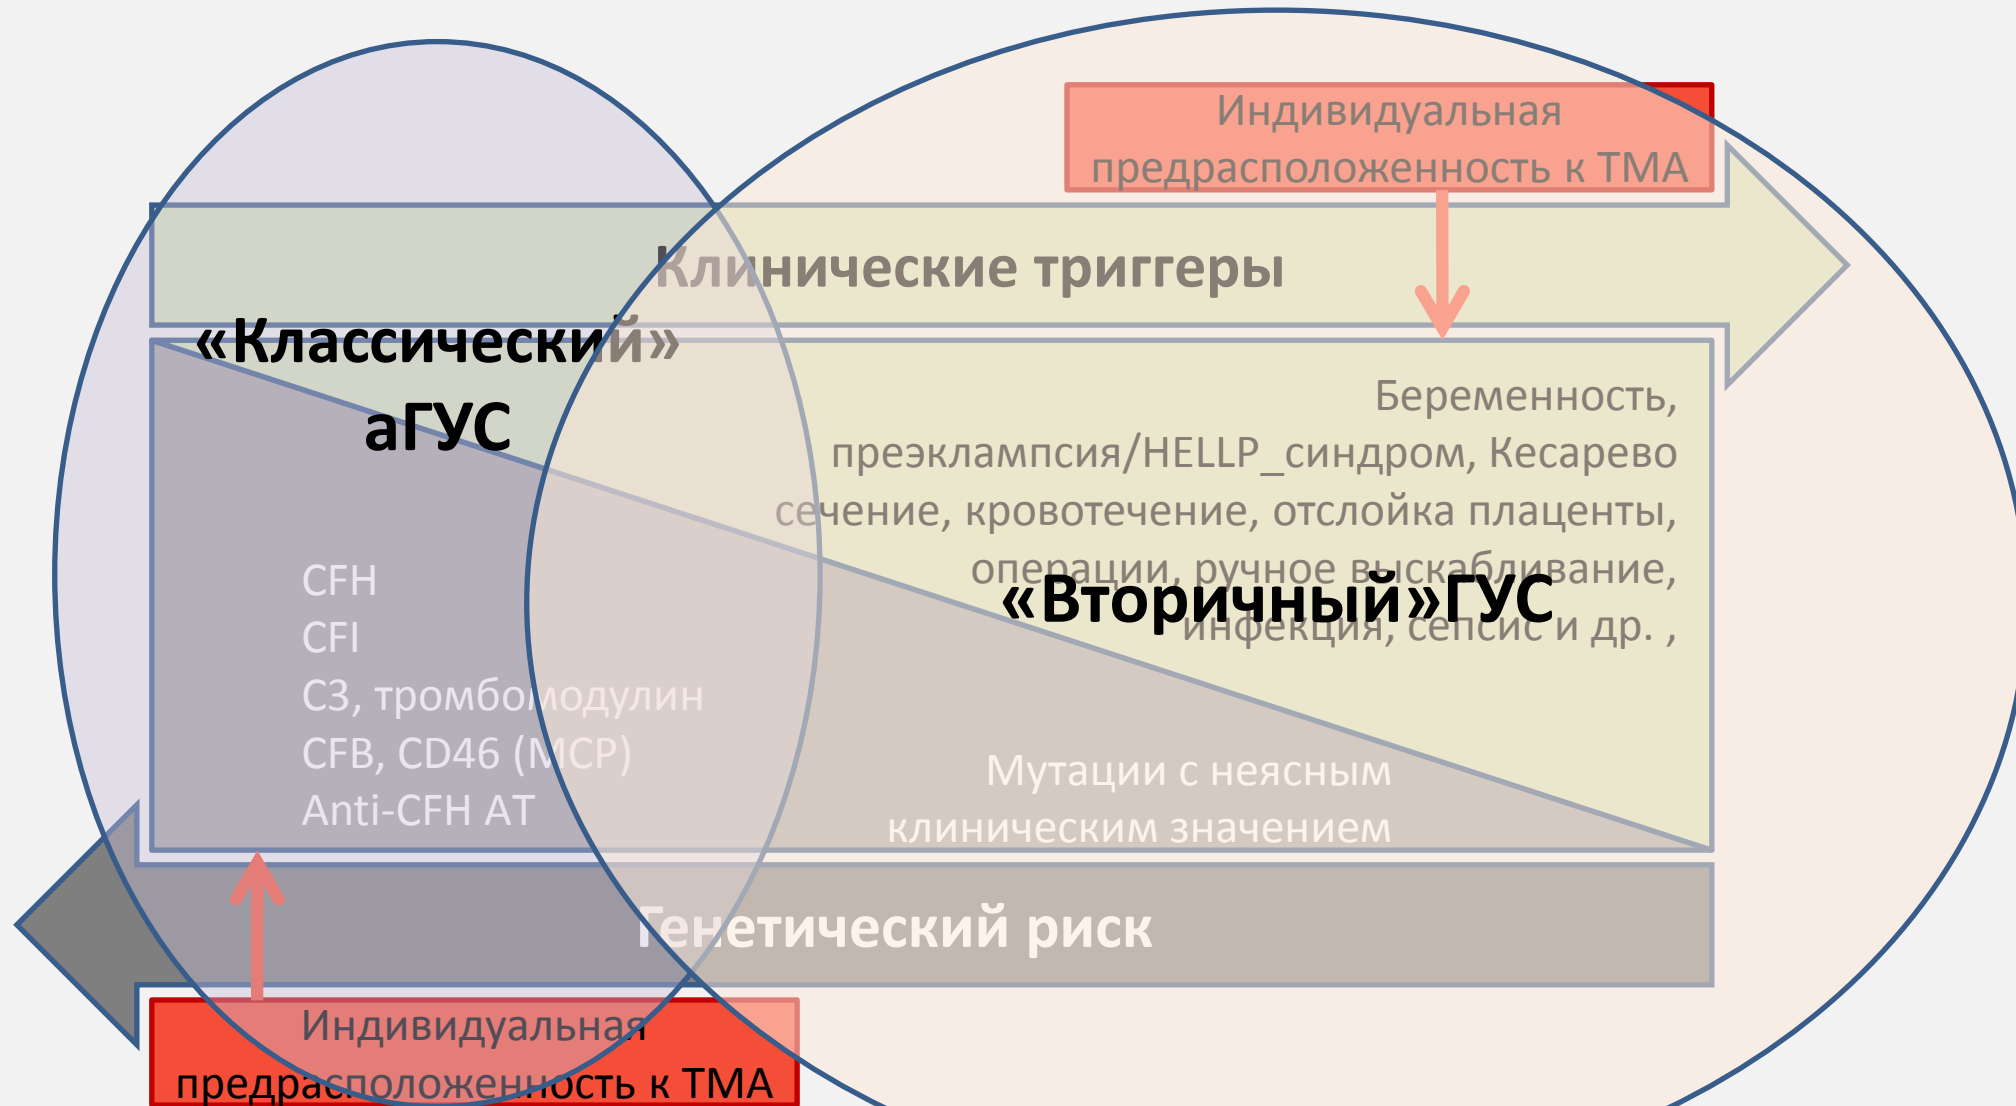 Индивидуальная
предрасположенность к ТМА
Клинические триггеры
«Классический»
аГУС
Беременность,
преэклампсия/HELLP_синдром, Кесарево
сечение, кровотечение, отслойка плаценты,
операции, ручное выскабливание,
«Вторичный»ГУС
инфекция, сепсис и др. ,
CFH
CFI
C3, тромбомодулин
CFB, CD46 (MCP)
Anti-CFH АТ
Мутации с неясным
клиническим значением
Генетический риск
Индивидуальная
предрасположенность к ТМА